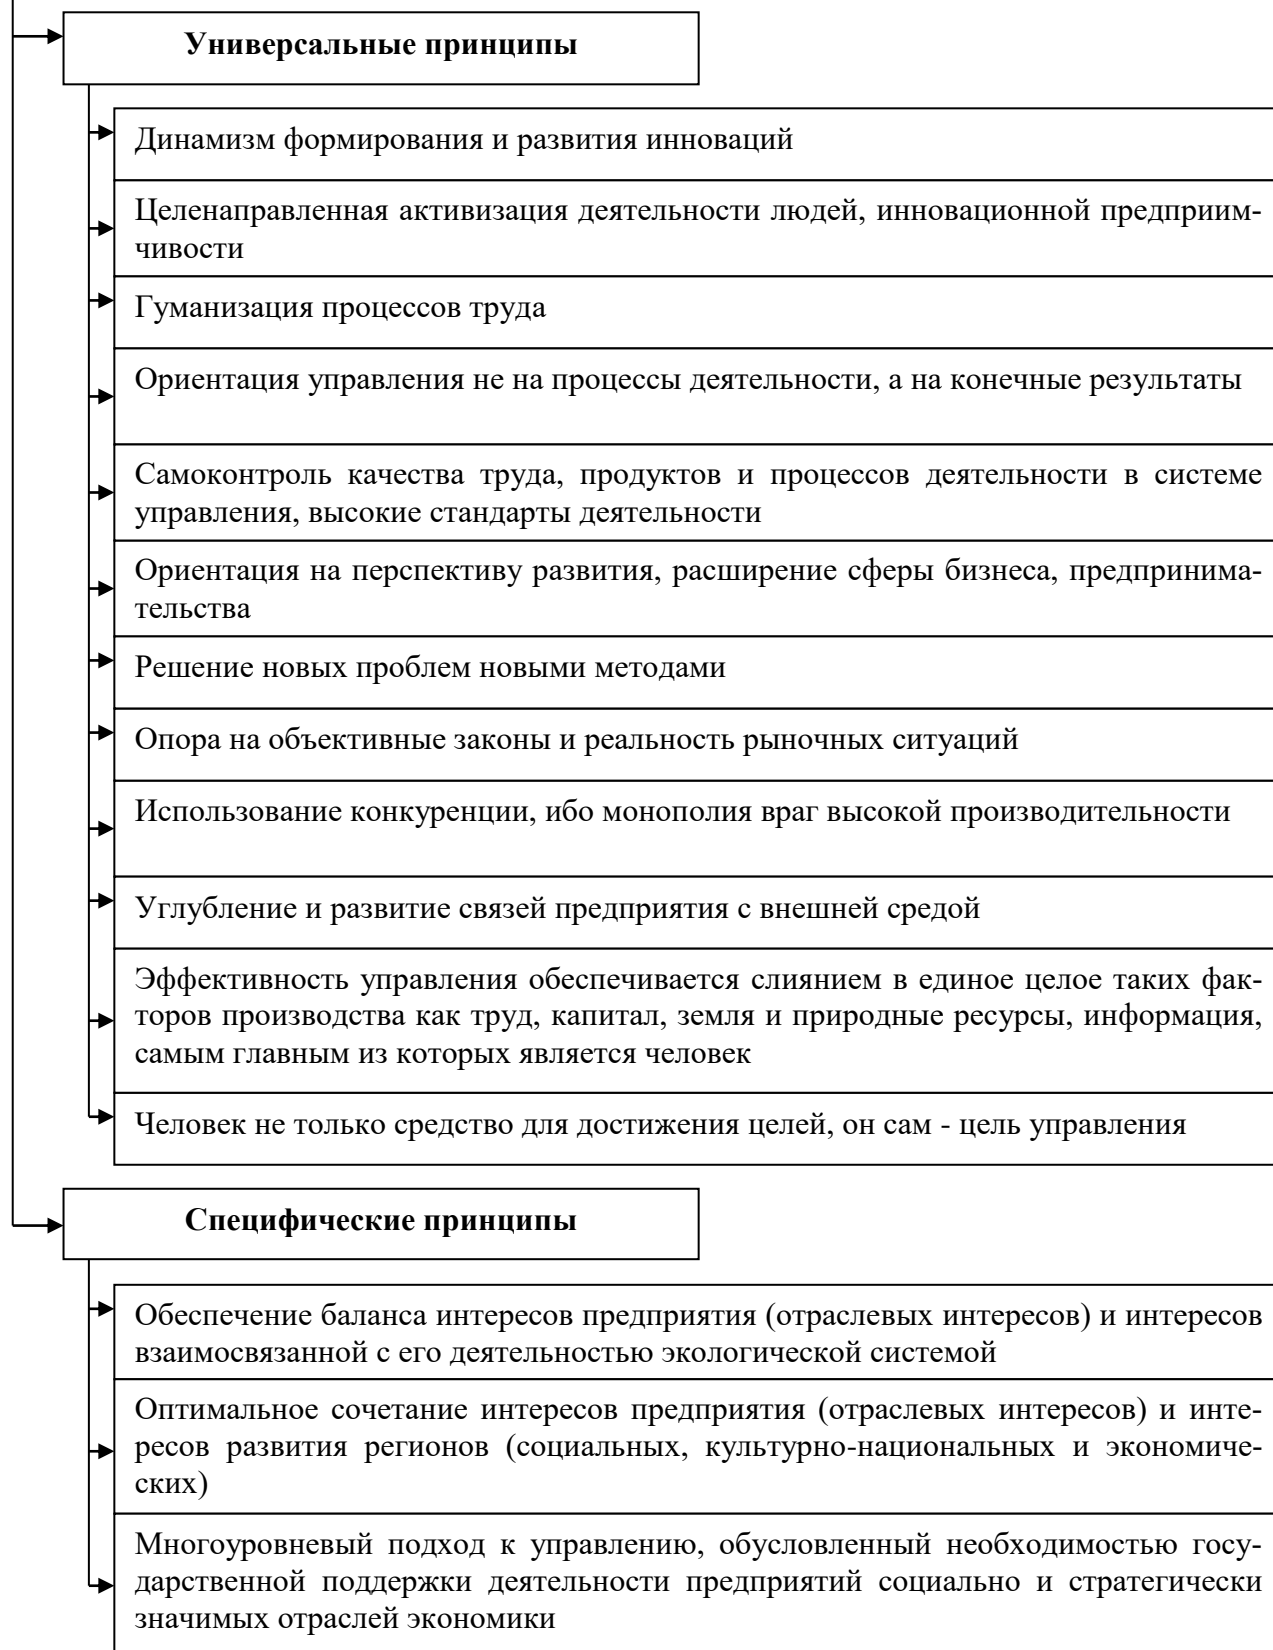 Универсальные принципы
Динамизм формирования и развития инноваций
Целенаправленная активизация деятельности людей, инновационной предприим-
чивости
Гуманизация процессов труда
Ориентация управления не на процессы деятельности, а на конечные результаты
Самоконтроль качества труда, продуктов и процессов деятельности в системе
управления, высокие стандарты деятельности
Ориентация на перспективу развития, расширение сферы бизнеса, предпринима-
тельства
Решение новых проблем новыми методами
Опора на объективные законы и реальность рыночных ситуаций
Использование конкуренции, ибо монополия враг высокой производительности
Углубление и развитие связей предприятия с внешней средой
Эффективность управления обеспечивается слиянием в единое целое таких фак-
торов производства как труд, капитал, земля и природные ресурсы, информация,
самым главным из которых является человек
Человек не только средство для достижения целей, он сам - цель управления
Специфические принципы
Обеспечение баланса интересов предприятия (отраслевых интересов) и интересов
взаимосвязанной с его деятельностью экологической системой
Оптимальное сочетание интересов предприятия (отраслевых интересов) и инте-
ресов развития регионов (социальных, культурно-национальных и экономиче-
ских)
Многоуровневый подход к управлению, обусловленный необходимостью госу-
дарственной поддержки деятельности предприятий социально и стратегически
значимых отраслей экономики